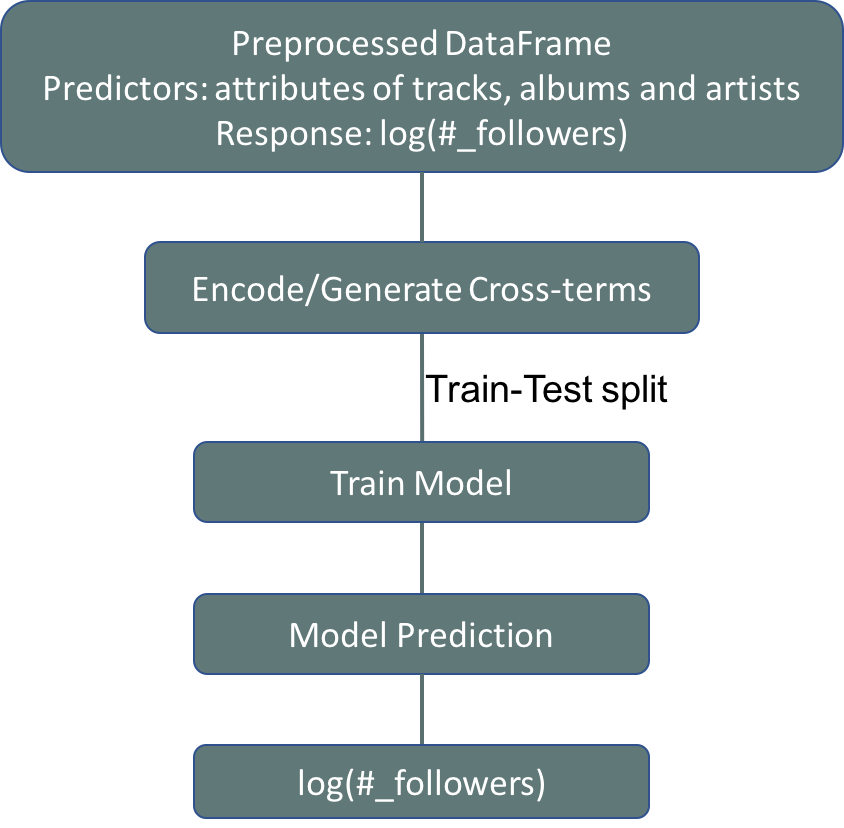 Preprocessed DataFrame
Predictors: attributes of tracks, albums and artists
Response: log(#_followers)
Encode/Generate Cross-terms
Train-Test split
Train Model
Model Prediction
log(#_followers)